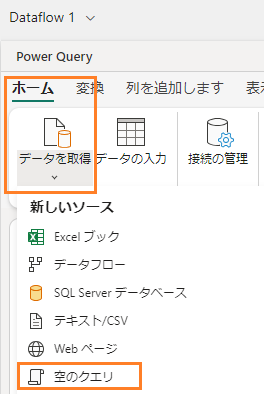 Dataflow 1
Power Query
ホーム 変換 列を追加します
データを取得 データの入力 接続の管理
新しいソース
Excel ブック
データフロー
SQL Server データベース
テキスト/CSV
Web ページ
空のクエリ